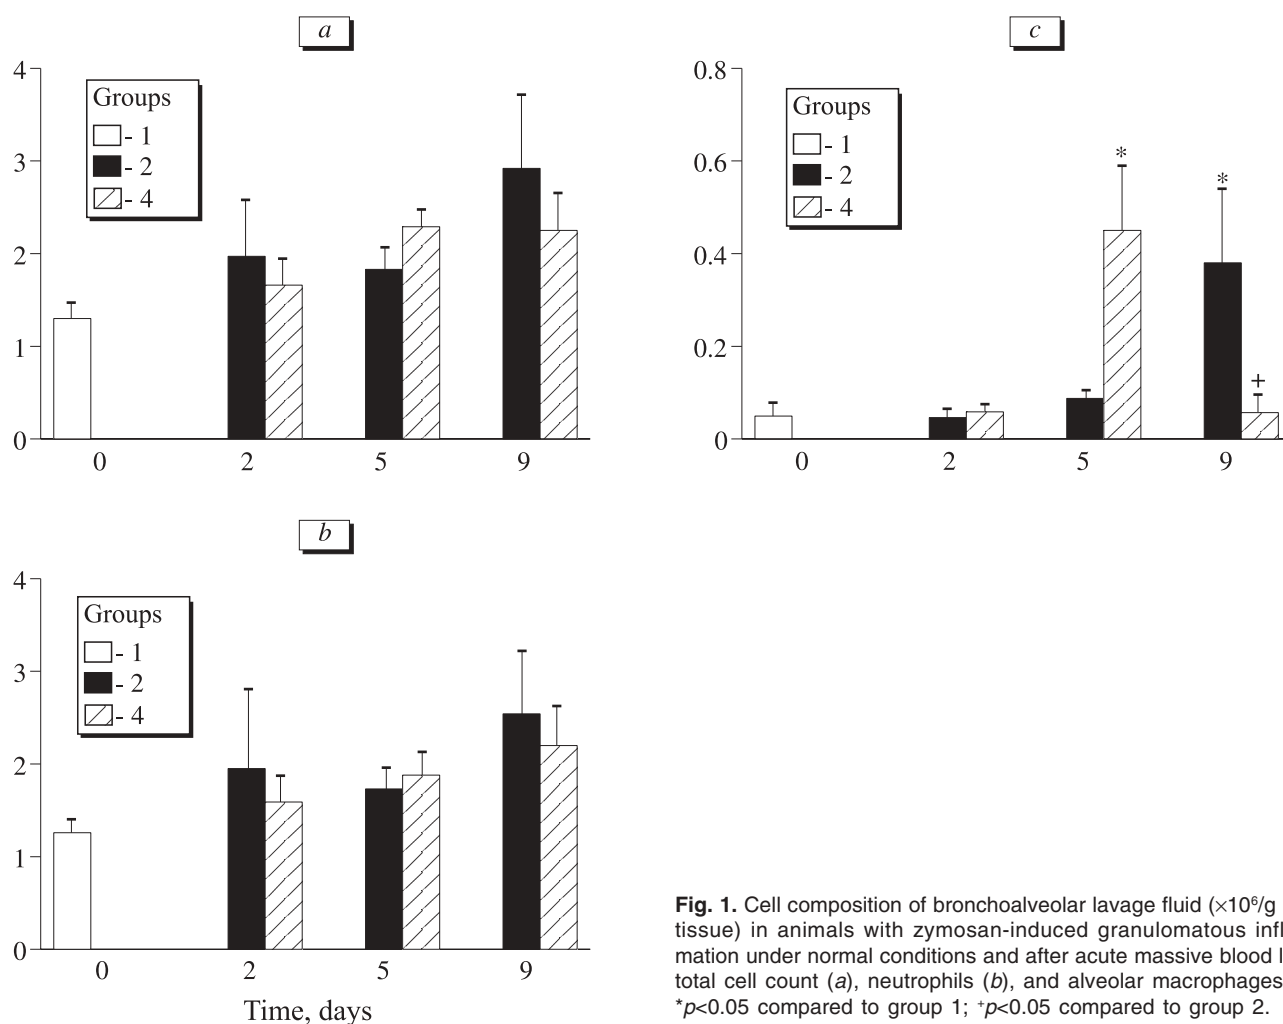 a
4
3
2
1
0
Groups
- 1
- 2
- 4
0 2 5 9
c
0.8
0.6
0.4
0.2
0
Groups
- 1
- 2
- 4
*
*
+
0 2 5 9
b
4
3
2
1
0
Groups
- 1
- 2
- 4
0 2 5 9
Time, days
Fig. 1. Cell composition of bronchoalveolar lavage fluid (×10⁶/g
tissue) in animals with zymosan-induced granulomatous infl
mation under normal conditions and after acute massive blood l
total cell count (a), neutrophils (b), and alveolar macrophages
*p<0.05 compared to group 1; ⁺p<0.05 compared to group 2.